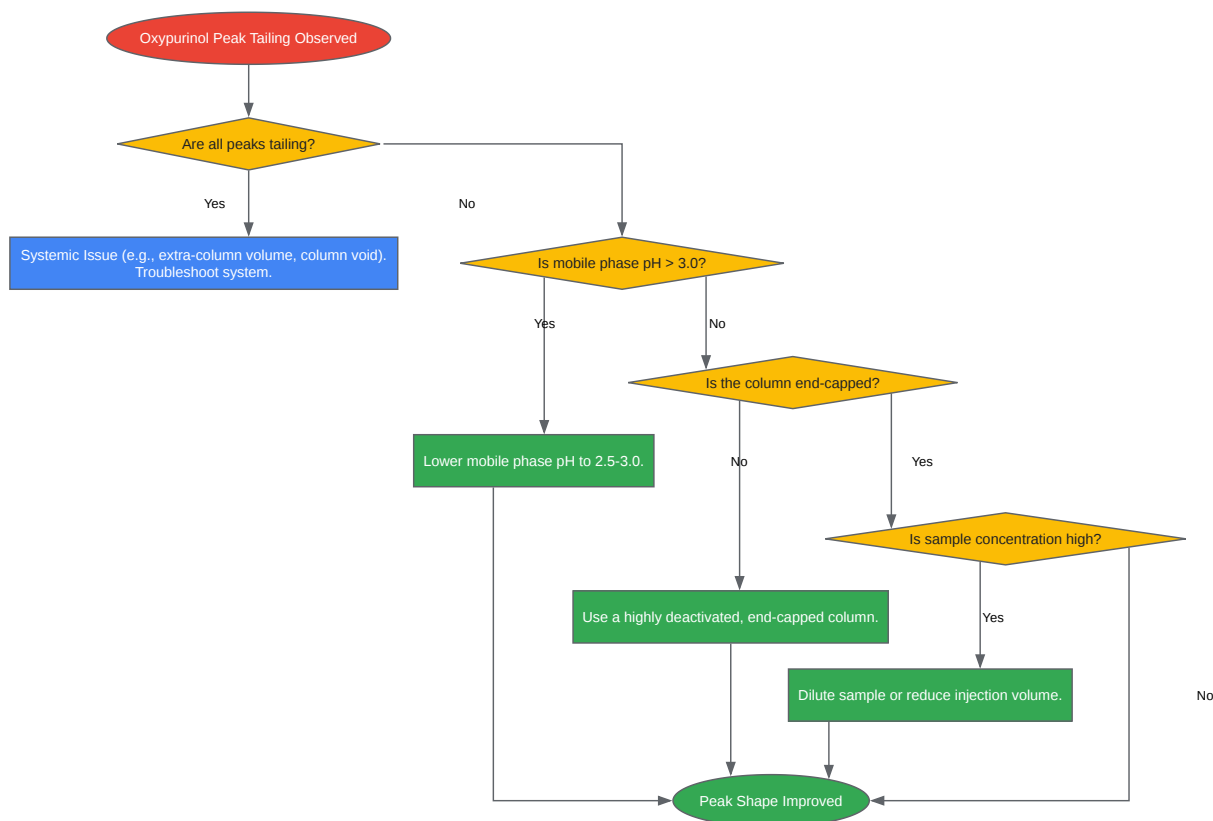 Oxypurinol Peak Tailing Observed
Are all peaks tailing?
Yes
No
Systemic Issue (e.g., extra-column volume, column void).
Troubleshoot system.
Is mobile phase pH > 3.0?
Yes
No
Is the column end-capped?
Lower mobile phase pH to 2.5-3.0.
No
Yes
Is sample concentration high?
Use a highly deactivated, end-capped column.
Yes
Dilute sample or reduce injection volume.
No
Peak Shape Improved